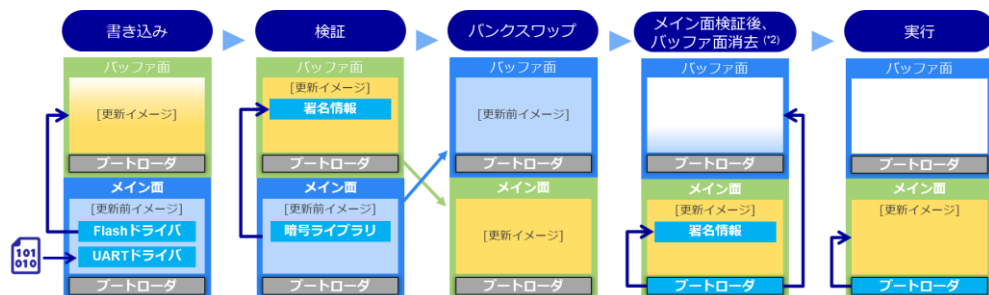 書き込み
検証
バンクスワップ
メイン面検証後、
バッファ面消去 (*2)
実行
バッファ面
[更新イメージ]
ブートローダ
メイン面
[更新前イメージ]
Flashドライバ
UARTドライバ
ブートローダ
101
010
バッファ面
[更新イメージ]
署名情報
ブートローダ
メイン面
[更新前イメージ]
暗号ライブラリ
ブートローダ
バッファ面
[更新前イメージ]
ブートローダ
メイン面
[更新イメージ]
ブートローダ
バッファ面
ブートローダ
メイン面
[更新イメージ]
署名情報
ブートローダ
バッファ面
ブートローダ
メイン面
[更新イメージ]
ブートローダ